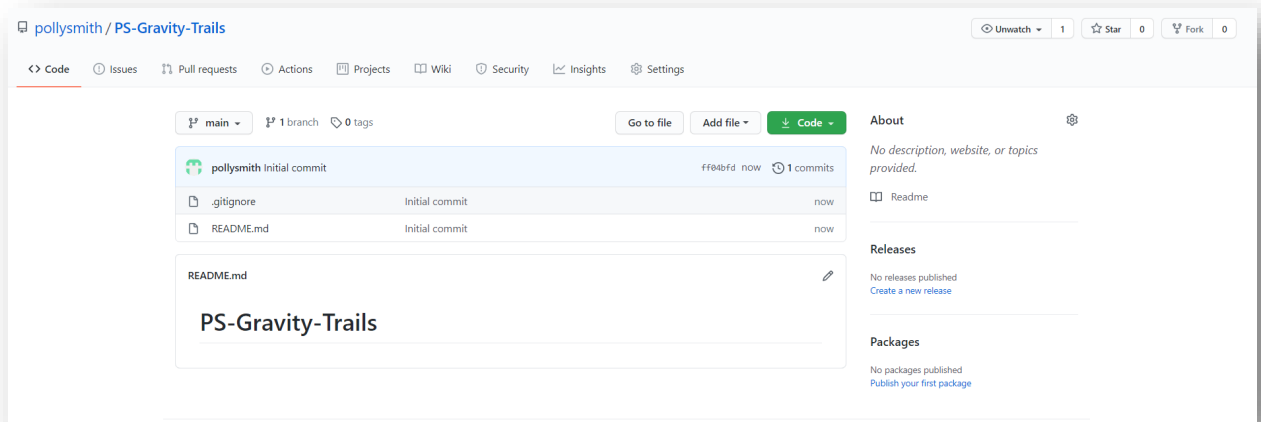 pollysmith / PS-Gravity-Trails
Unwatch 1 Star 0 Fork 0
Code Issues Pull requests Actions Projects Wiki Security Insights Settings
main 1 branch 0 tags Go to file Add file Code
pollysmith Initial commit ff04bfd now 1 commits
.gitignore Initial commit now
README.md Initial commit now
README.md
PS-Gravity-Trails
About
No description, website, or topics
provided.
Readme
Releases
No releases published
Create a new release
Packages
No packages published
Publish your first package